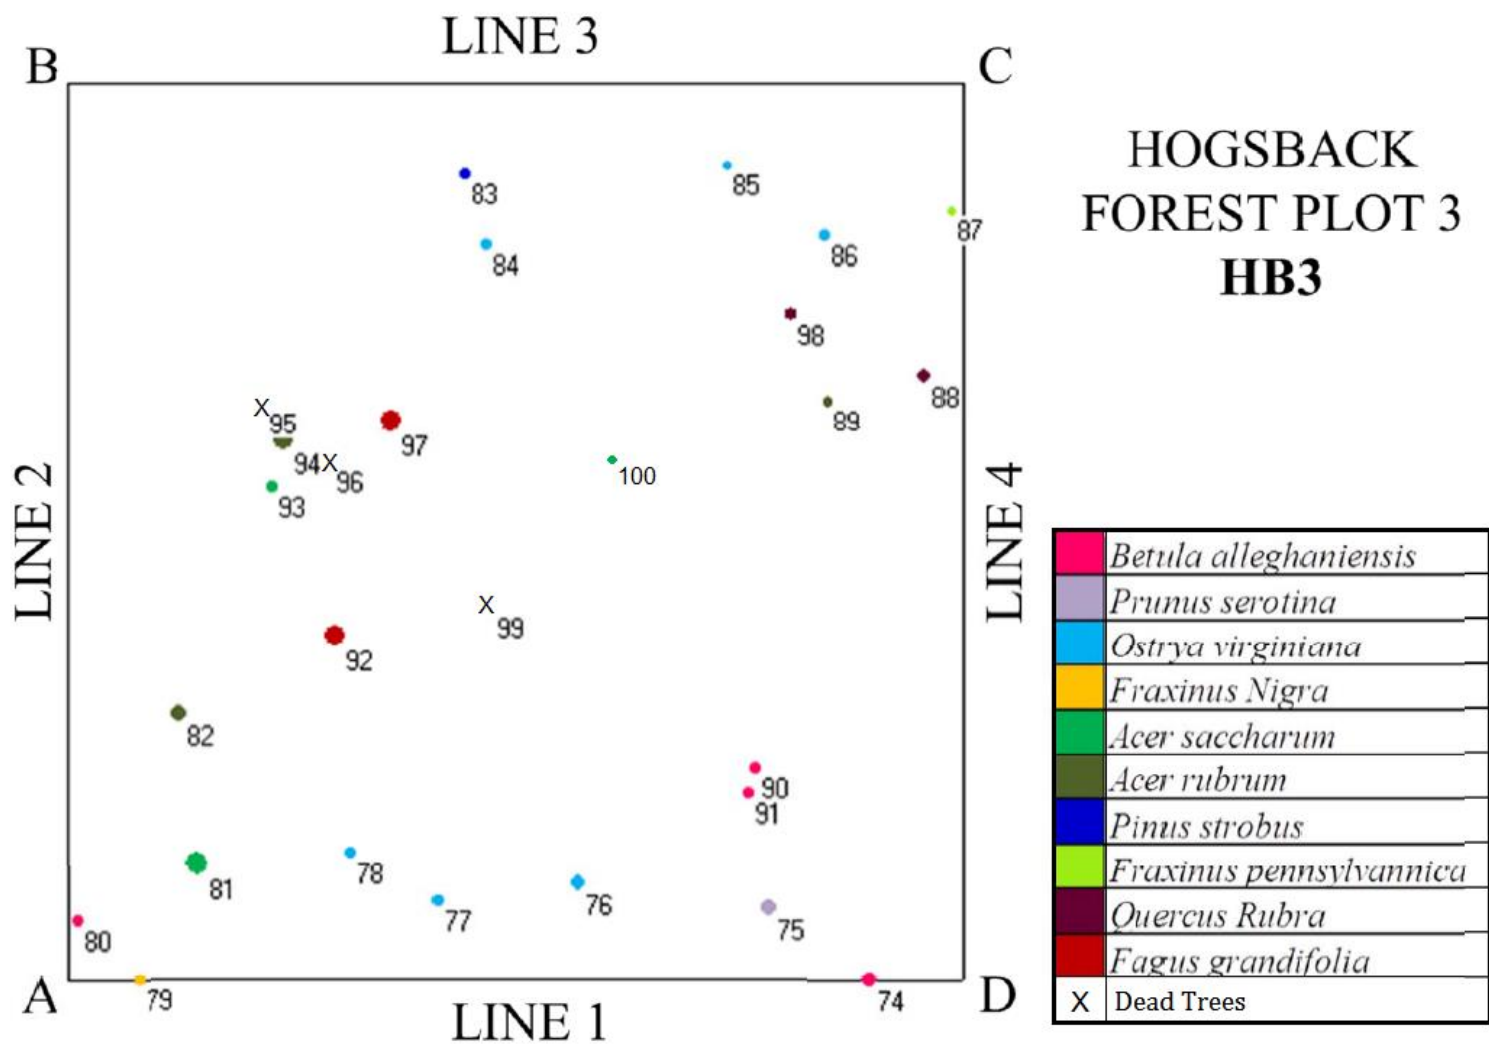 LINE 3
B
C
HOGSBACK
FOREST PLOT 3
HB3
83
85
87
84
86
98
88
95
89
97
94X
X
96
100
93
LINE 2
LINE 4
X
99
92
82
90
91
81
78
76
77
75
80
A
79
74
D
LINE 1
Betula alleghaniensis
Prunus serotina
Ostrya virginiana
Fraxinus Nigra
Acer saccharum
Acer rubrum
Pinus strobus
Fraxinus pennsylvannica
Quercus Rubra
Fagus grandifolia
X Dead Trees